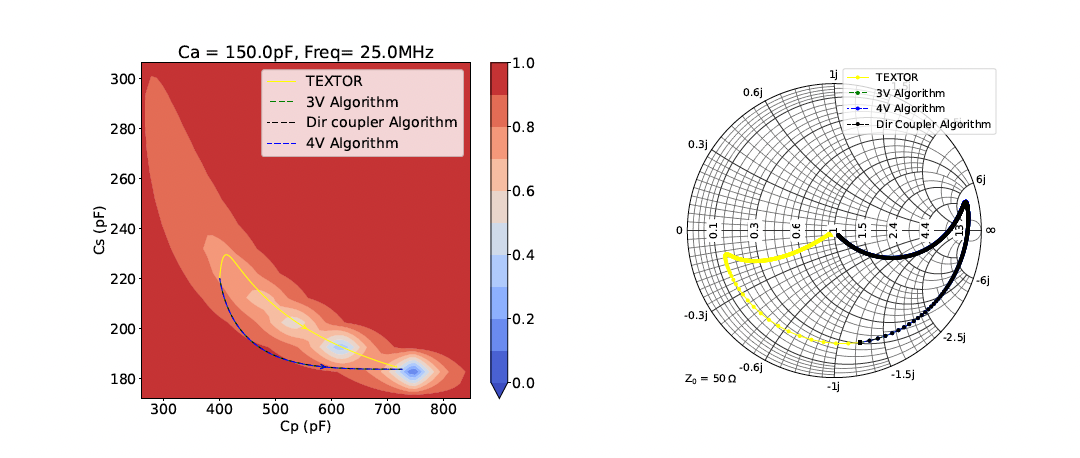 Ca = 150.0pF, Freq= 25.0MHz
TEXTOR
3V Algorithm
Dir coupler Algorithm
4V Algorithm
300
280
260
240
220
200
180
Cs (pF)
300 400 500 600 700 800
Cp (pF)
1.0
0.8
0.6
0.4
0.2
0.0
TEXTOR
3V Algorithm
4V Algorithm
Dir Coupler Algorithm
1j
0.6j
0.3j
6j
0 0.1 0.3 0.6 1 1.5 2.4 4.4 13 8
-6j
-0.3j
-2.5j
-0.6j
-1.5j
-1j
Z₀ = 50 Ω